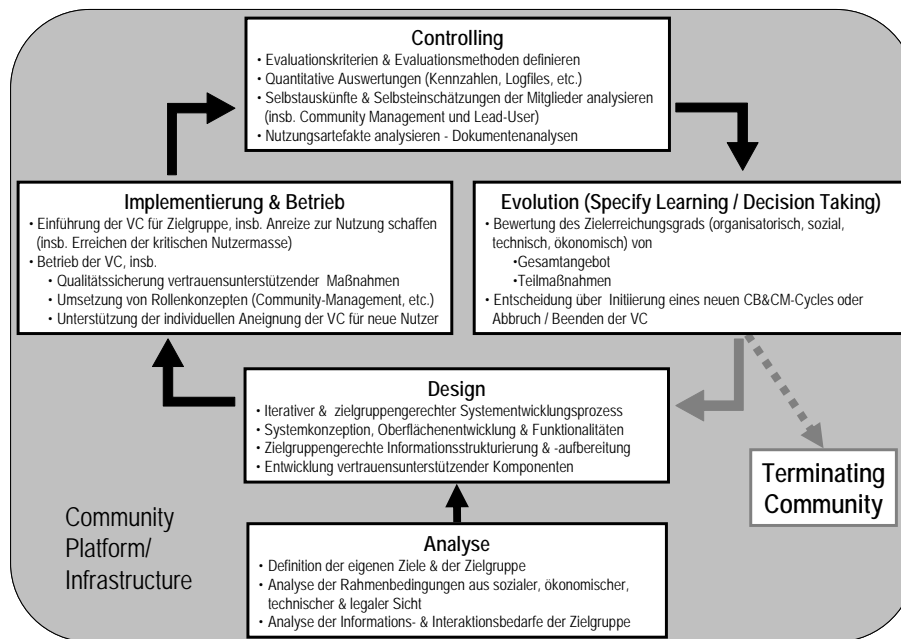 Controlling
• Evaluationskriterien & Evaluationsmethoden definieren
• Quantitative Auswertungen (Kennzahlen, Logfiles, etc.)
• Selbstauskünfte & Selbsteinschätzungen der Mitglieder analysieren
(insb. Community Management und Lead-User)
• Nutzungsartefakte analysieren - Dokumentenanalysen
Implementierung & Betrieb
• Einführung der VC für Zielgruppe, insb. Anreize zur Nutzung schaffen
(insb. Erreichen der kritischen Nutzermasse)
• Betrieb der VC, insb.
• Qualitätssicherung vertrauensunterstützender Maßnahmen
• Umsetzung von Rollenkonzepten (Community-Management, etc.)
• Unterstützung der individuellen Aneignung der VC für neue Nutzer
Evolution (Specify Learning / Decision Taking)
• Bewertung des Zielerreichungsgrads (organisatorisch, sozial,
technisch, ökonomisch) von
•Gesamtangebot
•Teilmaßnahmen
• Entscheidung über Initiierung eines neuen CB&CM-Cycles oder
Abbruch / Beenden der VC
Design
• Iterativer & zielgruppengerechter Systementwicklungsprozess
• Systemkonzeption, Oberflächenentwicklung & Funktionalitäten
• Zielgruppengerechte Informationsstrukturierung & -aufbereitung
• Entwicklung vertrauensunterstützender Komponenten
Terminating
Community
Community
Platform/
Infrastructure
Analyse
• Definition der eigenen Ziele & der Zielgruppe
• Analyse der Rahmenbedingungen aus sozialer, ökonomischer,
technischer & legaler Sicht
• Analyse der Informations- & Interaktionsbedarfe der Zielgruppe